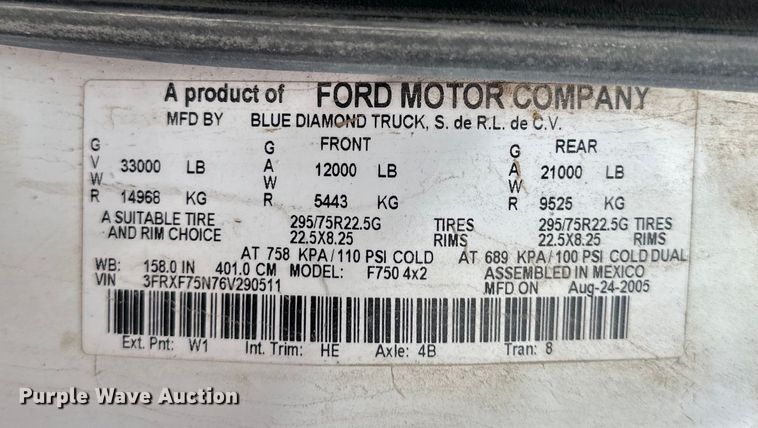 A product of FORD MOTOR COMPANY
MFD BY BLUE DIAMOND TRUCK, S. de R.L. de C.V.
GVWR 33000 LB 14968 KG
FRONT GAWR 12000 LB 5443 KG
REAR GAWR 21000 LB 9525 KG
A SUITABLE TIRE 295/75R22.5G TIRES 295/75R22.5G TIRES
AND RIM CHOICE 22.5X8.25 RIMS 22.5X8.25 RIMS
AT 758 KPA/110 PSI COLD AT 689 KPA/100 PSI COLD DUAL
WB: 158.0 IN 401.0 CM MODEL: F750 4x2 ASSEMBLED IN MEXICO
VIN 3FRXF75N76V290511 MFD ON Aug-24-2005
Ext. Pnt: W1 Int. Trim: HE Axle: 4B Tran: 8
Purple Wave Auction